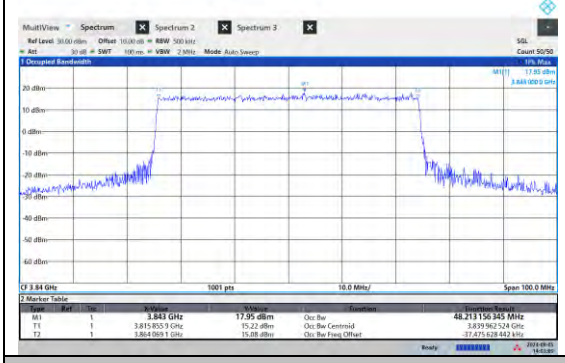 MultiView Spectrum X Spectrum 2 X Spectrum 3 X
Ref Level 30.00 dBm Offset 10.00 dB RBW 500 kHz SGL
Att 30 dB SWT 100 ms VBW 2 MHz Mode Auto Sweep Count 50/50
1 Occupied Bandwidth 1Pk Max
M1[1] 17.95 dBm
3.843 000 0 GHz
20 dBm
10 dBm
0 dBm
-10 dBm
-20 dBm
-40 dBm
-50 dBm
-60 dBm
CF 3.84 GHz 1001 pts 10.0 MHz/ Span 100.0 MHz
2 Marker Table
Type Ref Trc X-Value Y-Value Function Function Result
M1 1 3.843 GHz 17.95 dBm Occ Bw 48.213 156 345 MHz
T1 1 3.815 855 9 GHz 15.22 dBm Occ Bw Centroid 3.839 962 524 GHz
T2 1 3.864 069 1 GHz 15.08 dBm Occ Bw Freq Offset -37.475 628 442 kHz
Ready